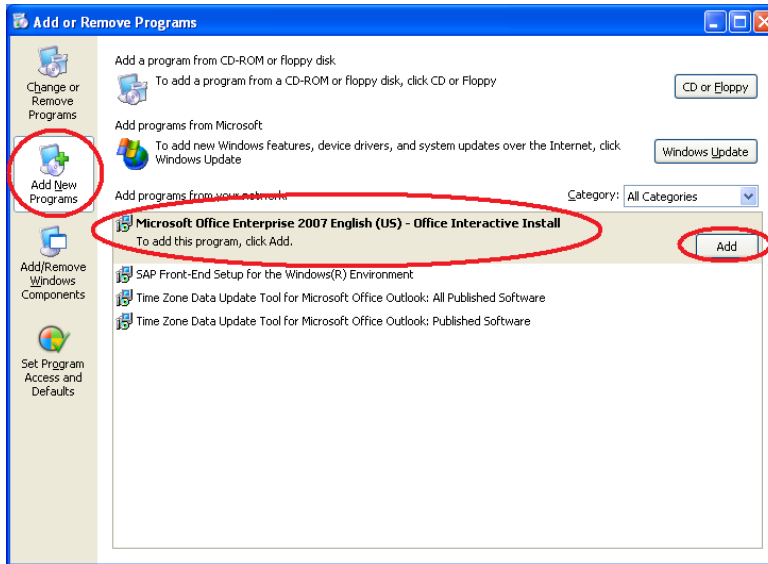 Add or Remove Programs
Change or
Remove
Programs
Add New
Programs
Add/Remove
Windows
Components
Set Program
Access and
Defaults
Add a program from CD-ROM or floppy disk
To add a program from a CD-ROM or floppy disk, click CD or Floppy
CD or Floppy
Add programs from Microsoft
To add new Windows features, device drivers, and system updates over the Internet, click
Windows Update
Windows Update
Add programs from your network:
Category: All Categories
Microsoft Office Enterprise 2007 English (US) - Office Interactive Install
To add this program, click Add.
Add
SAP Front-End Setup for the Windows(R) Environment
Time Zone Data Update Tool for Microsoft Office Outlook: All Published Software
Time Zone Data Update Tool for Microsoft Office Outlook: Published Software